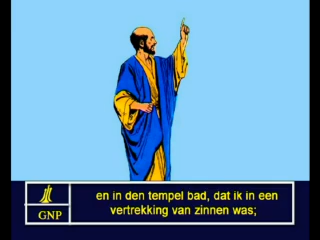 en in den tempel bad, dat ik in een
vertrekking van zinnen was;
GNP